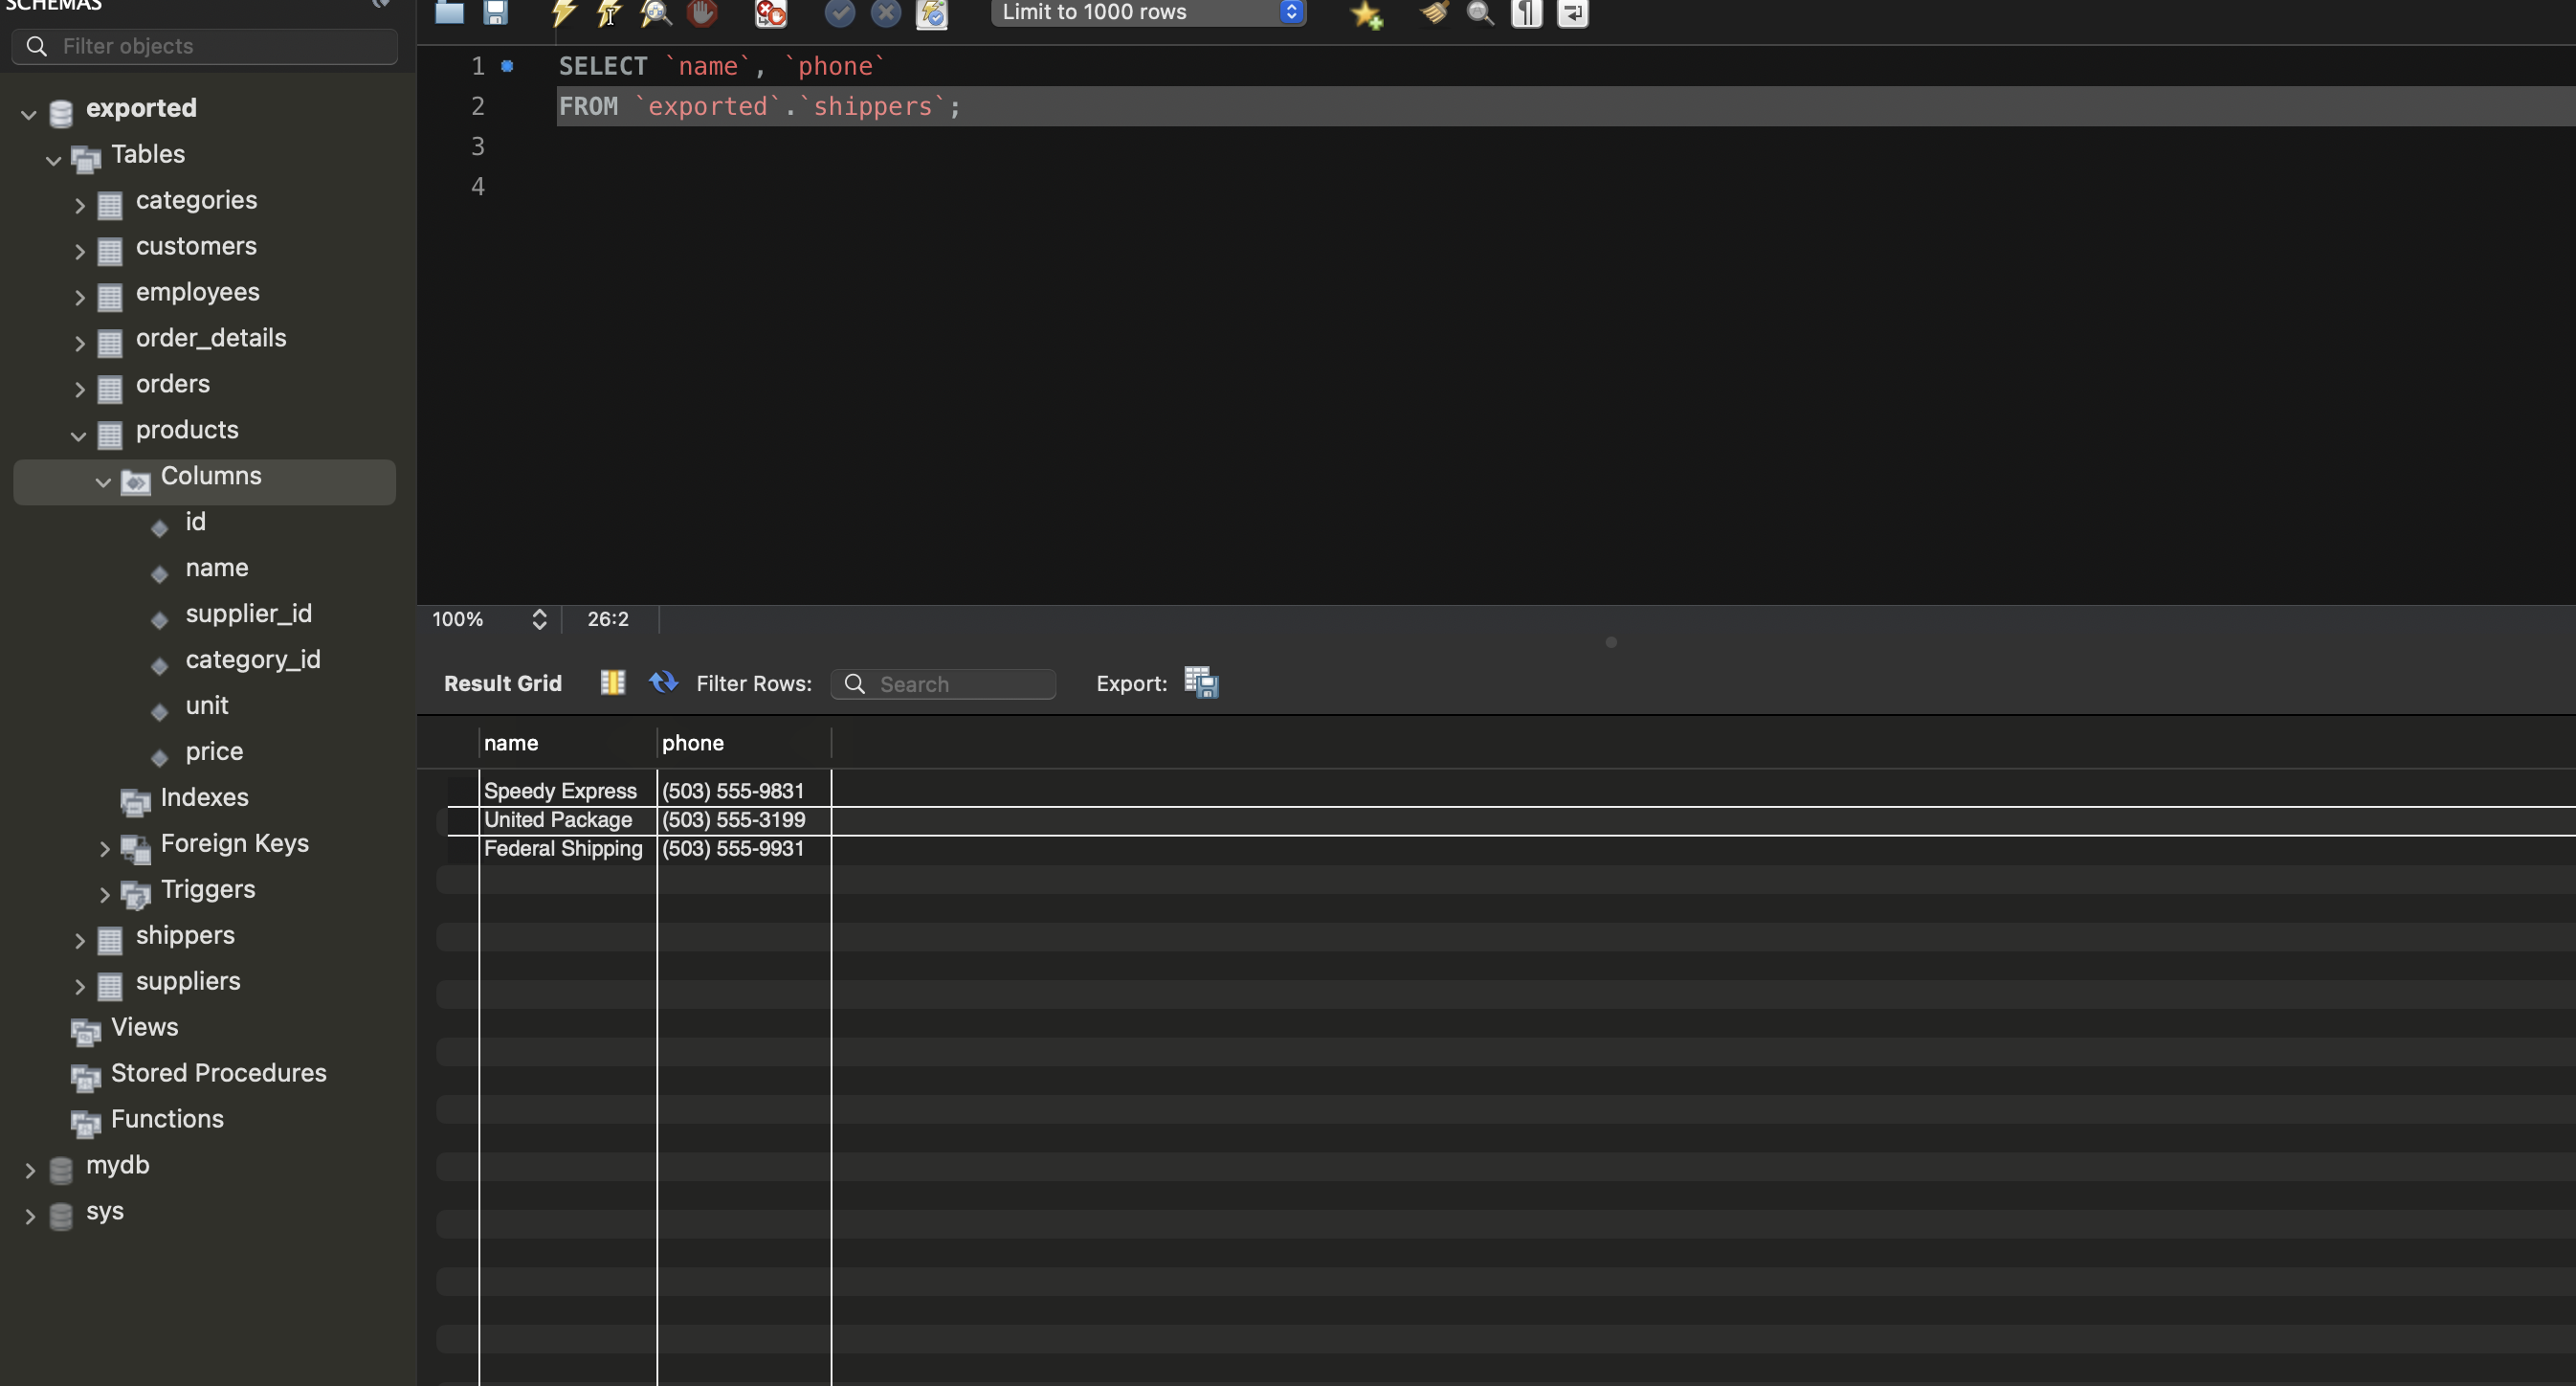 SCHEMAS
Filter objects
exported
Tables
categories
customers
employees
order_details
orders
products
Columns
id
name
supplier_id
category_id
unit
price
Indexes
Foreign Keys
Triggers
shippers
suppliers
Views
Stored Procedures
Functions
mydb
sys
Limit to 1000 rows
1 SELECT `name`, `phone`
2 FROM `exported`.`shippers`;
3
4
100% 26:2
Result Grid Filter Rows: Search Export:
name phone
Speedy Express (503) 555-9831
United Package (503) 555-3199
Federal Shipping (503) 555-9931